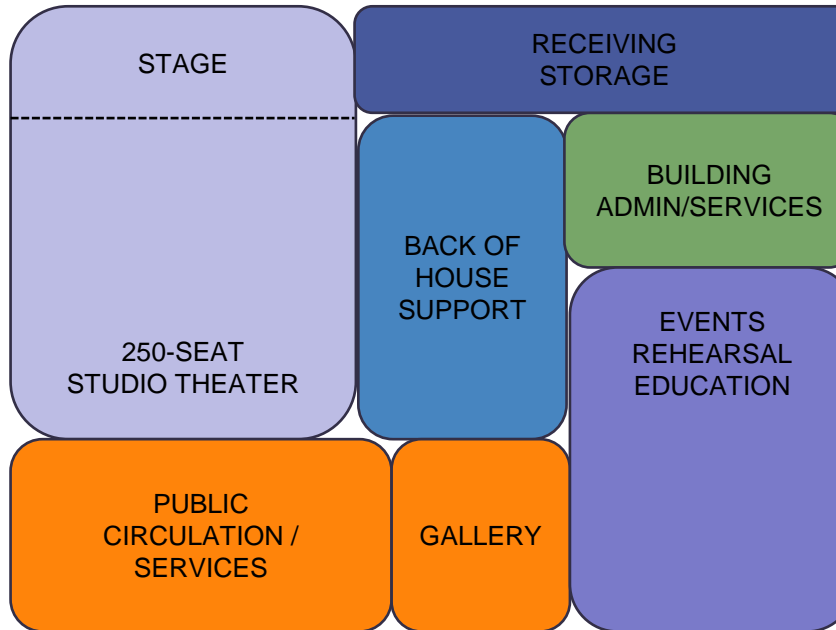 STAGE
RECEIVING
STORAGE
BUILDING
ADMIN/SERVICES
BACK OF
HOUSE
SUPPORT
250-SEAT
STUDIO THEATER
EVENTS
REHEARSAL
EDUCATION
PUBLIC
CIRCULATION /
SERVICES
GALLERY